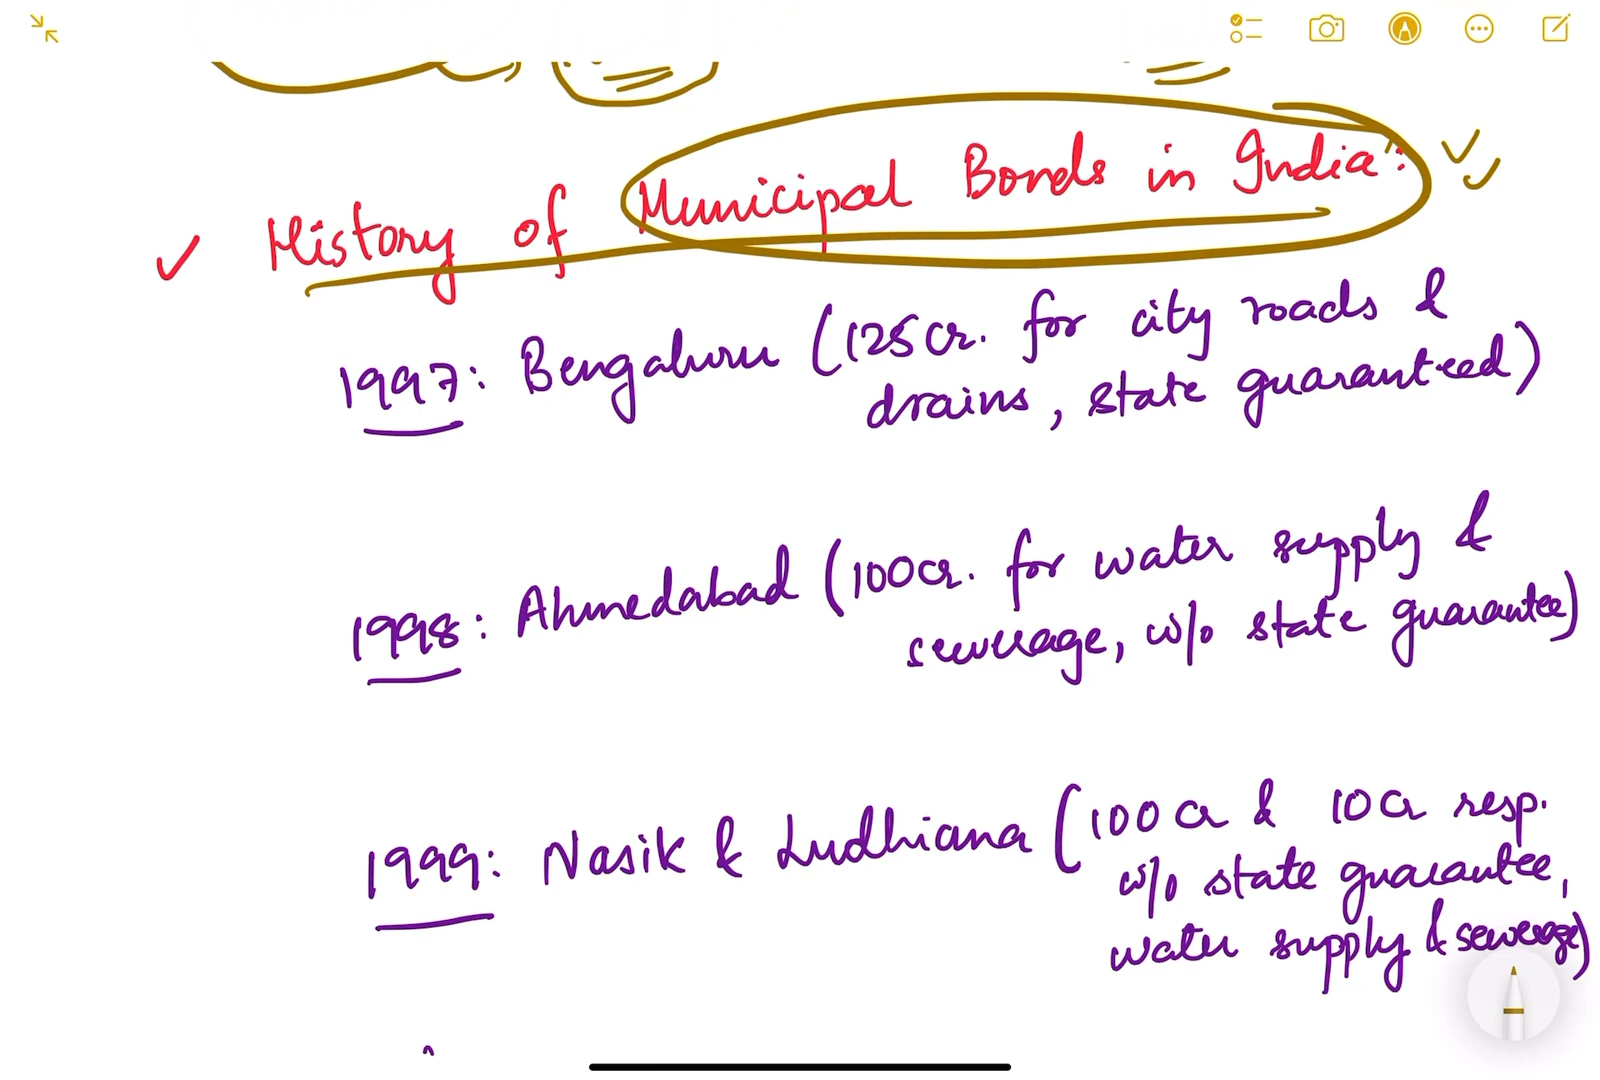 History of Municipal Bonds in India":
1997: Bengaluru (125 cr. for city roads &
drains, state guaranteed)
1998: Ahmedabad (100 cr. for water supply &
sewerage, w/o state guarantee)
1999: Nasik & Ludhiana (100 cr & 10 cr resp.
w/o state guarantee,
water supply & sewerage)